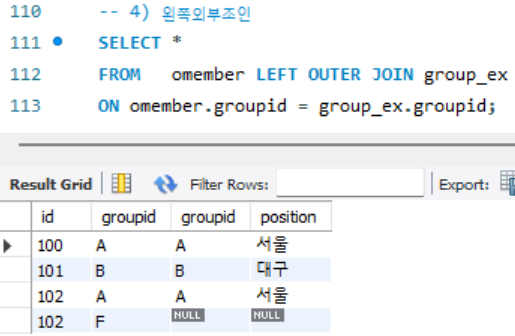 110 -- 4) 왼쪽외부조인
111 SELECT *
112 FROM omember LEFT OUTER JOIN group_ex
113 ON omember.groupid = group_ex.groupid;
Result Grid Filter Rows: Export:
id groupid groupid position
100 A A 서울
101 B B 대구
102 A A 서울
102 F NULL NULL